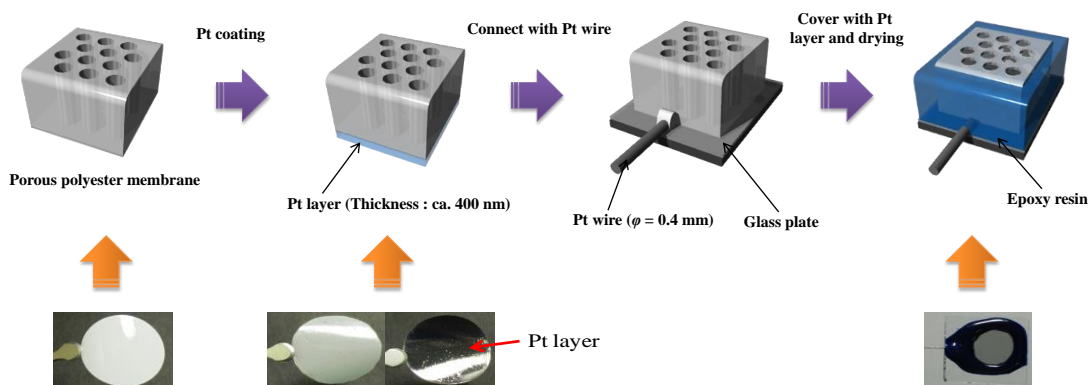 Pt coating
Connect with Pt wire
Cover with Pt
layer and drying
Porous polyester membrane
Pt layer (Thickness : ca. 400 nm)
Pt wire (φ = 0.4 mm)
Glass plate
Epoxy resin
Pt layer